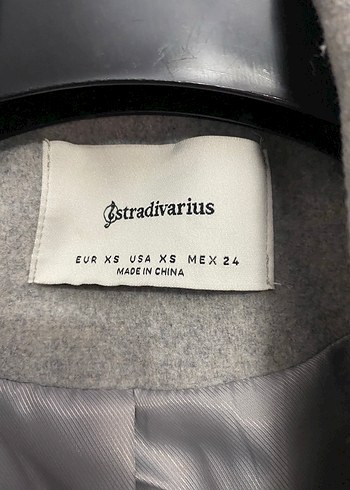 stradivarius
EUR XS USA XS MEX 24
MADE IN CHINA